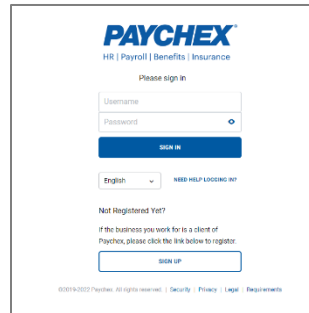 PAYCHEX
HR | Payroll | Benefits | Insurance
Please sign in
Username
Password
SIGN IN
English
NEED HELP LOGGING IN?
Not Registered Yet?
If the business you work for is a client of
Paychex, please click the link below to register.
SIGN UP
©2019-2022 Paychex. All rights reserved. | Security | Privacy | Legal | Requirements